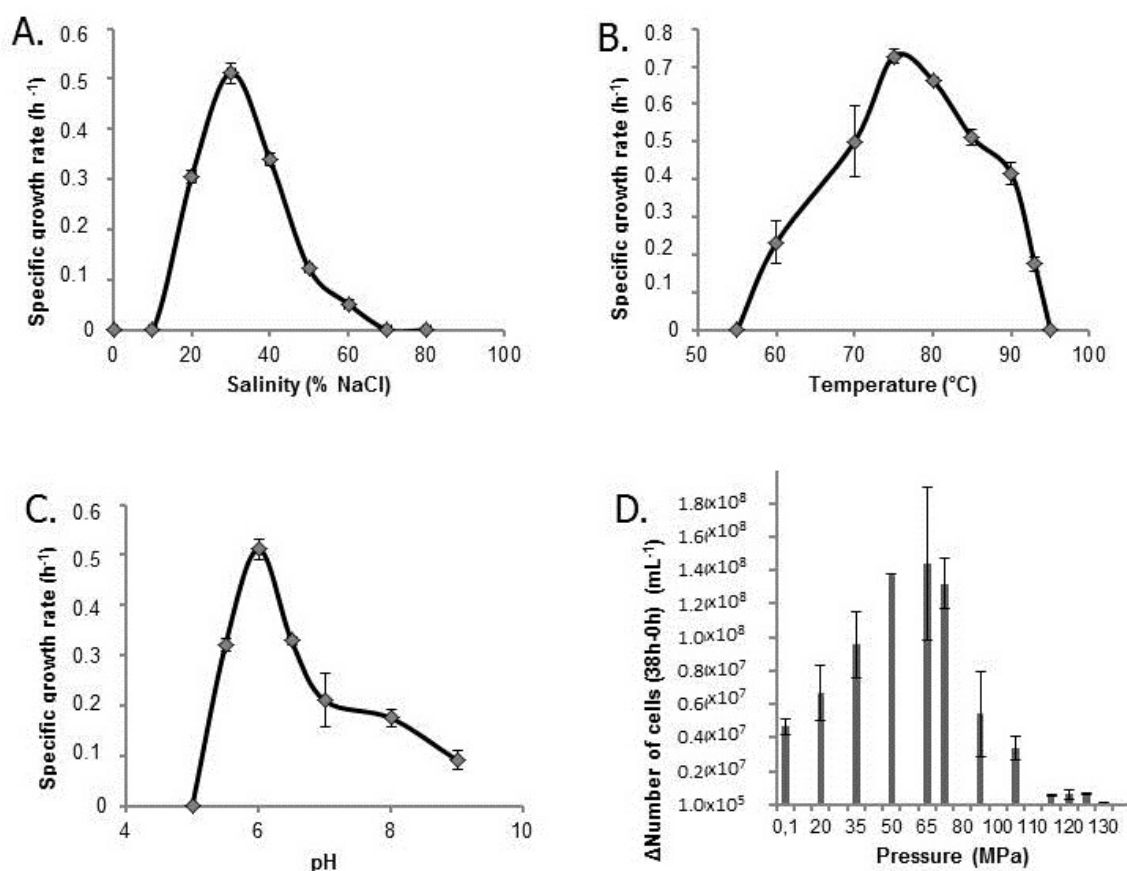 A.
Specific growth rate (h⁻¹)
0.6
0.5
0.4
0.3
0.2
0.1
0
0 20 40 60 80 100
Salinity (% NaCl)
B.
Specific growth rate (h⁻¹)
0.8
0.7
0.6
0.5
0.4
0.3
0.2
0.1
0
50 60 70 80 90 100
Temperature (°C)
C.
Specific growth rate (h⁻¹)
0.6
0.5
0.4
0.3
0.2
0.1
0
4 6 8 10
pH
D.
ΔNumber of cells (38h-0h) (mL⁻¹)
1.8x10⁸
1.6x10⁸
1.4x10⁸
1.2x10⁸
1.0x10⁸
0.8x10⁷
0.6x10⁷
0.4x10⁷
0.2x10⁷
1.0x10⁵
0,1 20 35 50 65 80 100 110 120 130
Pressure (MPa)